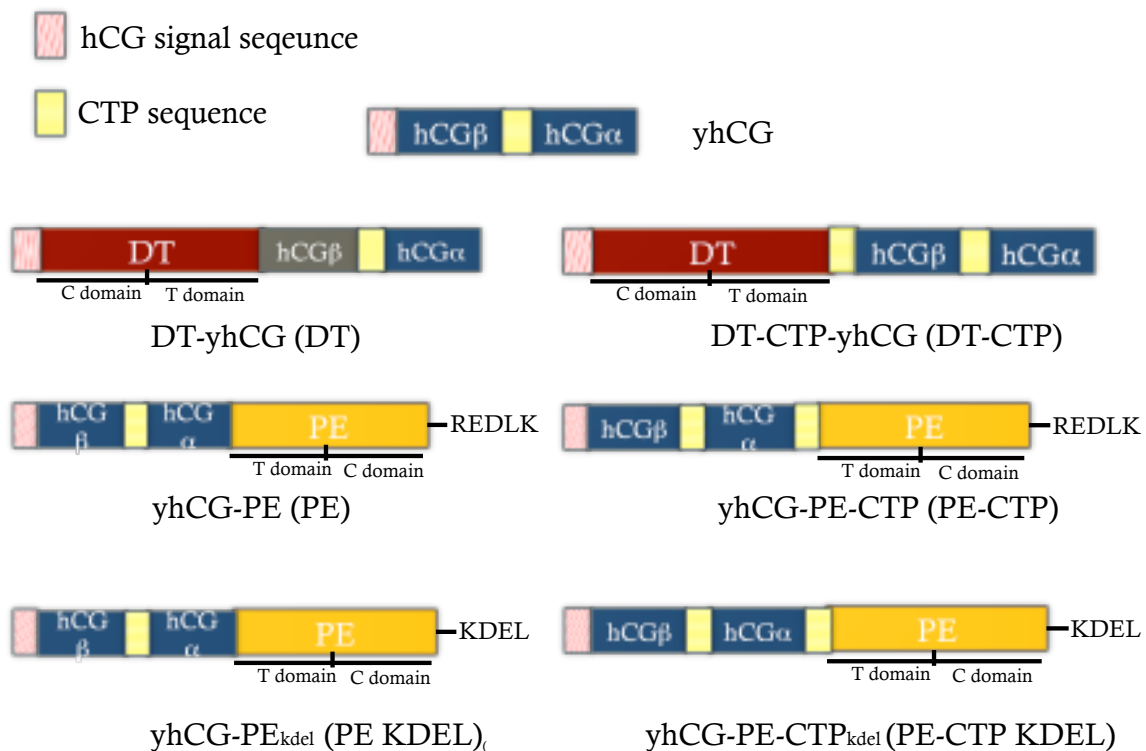 hCG signal seqeunce
CTP sequence
hCGβ hCGα yhCG
DT hCGβ hCGα
C domain T domain
DT-yhCG (DT)
DT hCGβ hCGα
C domain T domain
DT-CTP-yhCG (DT-CTP)
hCG
β
hCG
α
PE
REDLK
T domain C domain
yhCG-PE (PE)
hCGβ
hCG
α
PE
REDLK
T domain C domain
yhCG-PE-CTP (PE-CTP)
hCG
β
hCG
α
PE
KDEL
T domain C domain
yhCG-PEkdel (PE KDEL)(
hCGβ hCGα PE
KDEL
T domain C domain
yhCG-PE-CTPkdel (PE-CTP KDEL)